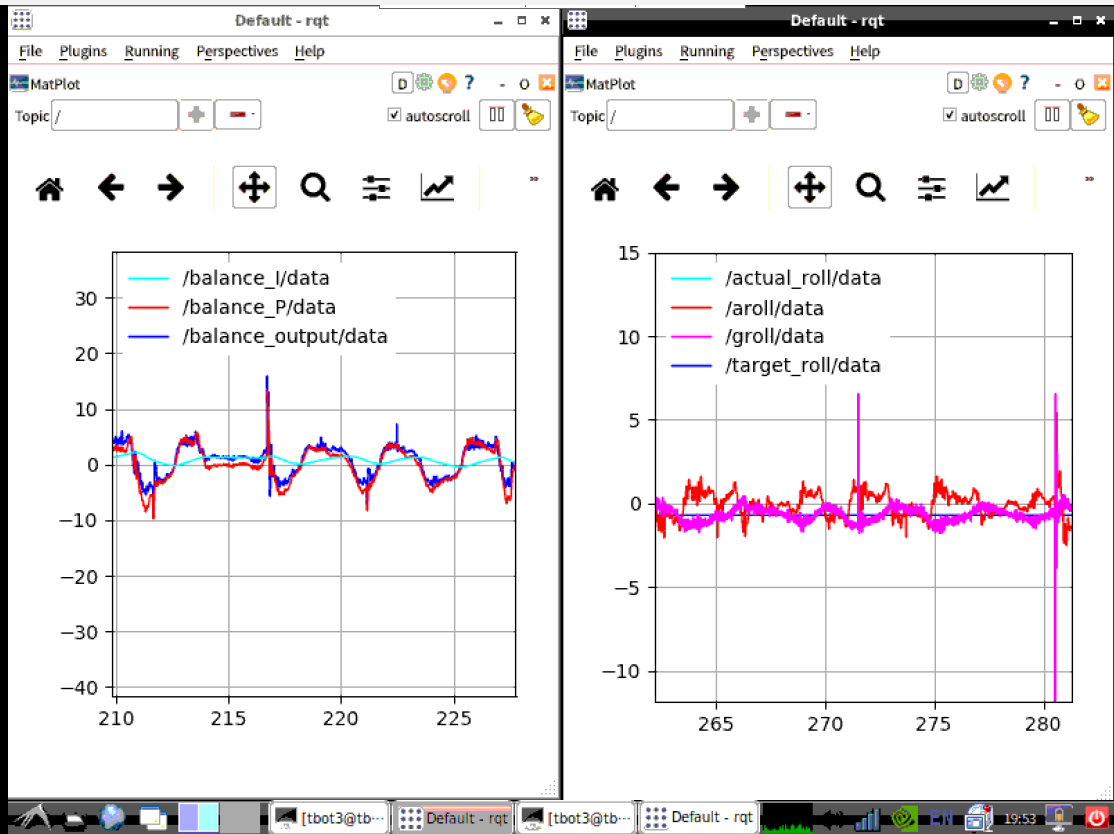 Default - rqt
File Plugins Running Perspectives Help
MatPlot
D ? - O
Topic / autoscroll
»
/balance_I/data
/balance_P/data
/balance_output/data
30
20
10
0
−10
−20
−30
−40
210 215 220 225
Default - rqt
File Plugins Running Perspectives Help
MatPlot
D ? - O
Topic / autoscroll
»
/actual_roll/data
/aroll/data
/groll/data
/target_roll/data
15
10
5
0
−5
−10
265 270 275 280
[tbot3@tb··· Default - rqt [tbot3@tb··· Default - rqt EN 19:53